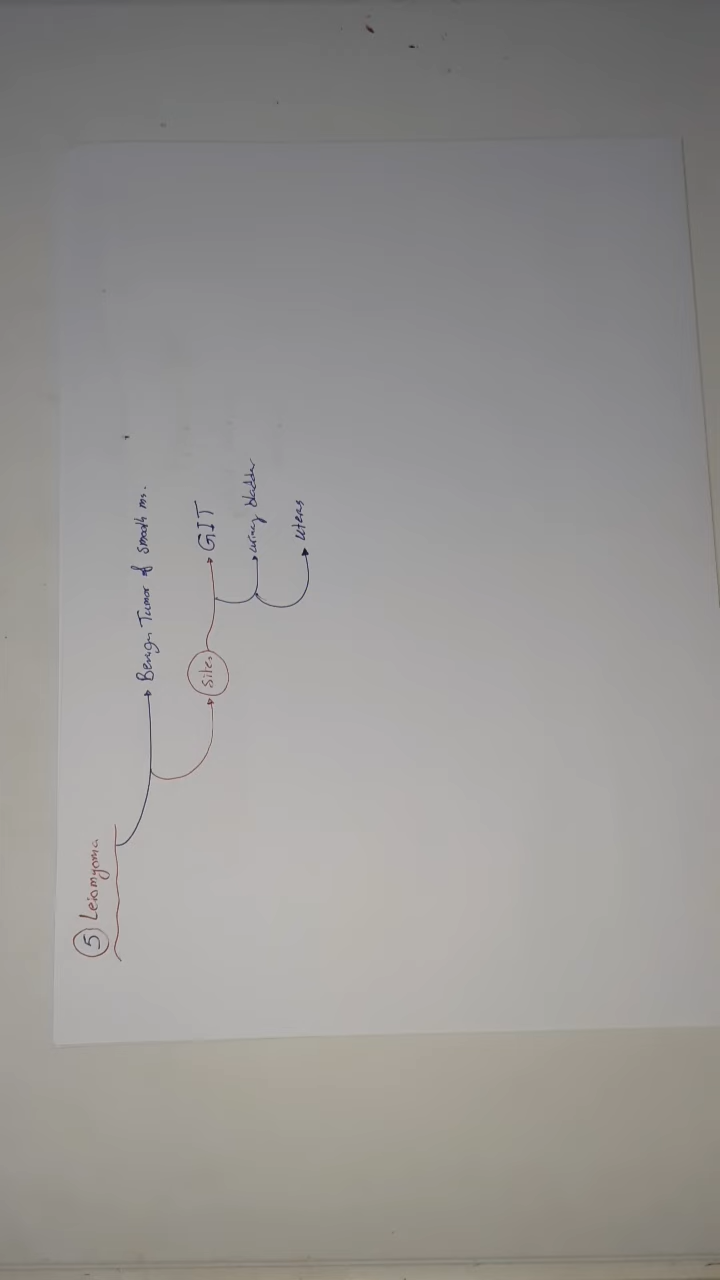 ⑤ Leiomyoma
Benign Tumor of smooth ms.
Sites
GIT
urinary bladder
uterus